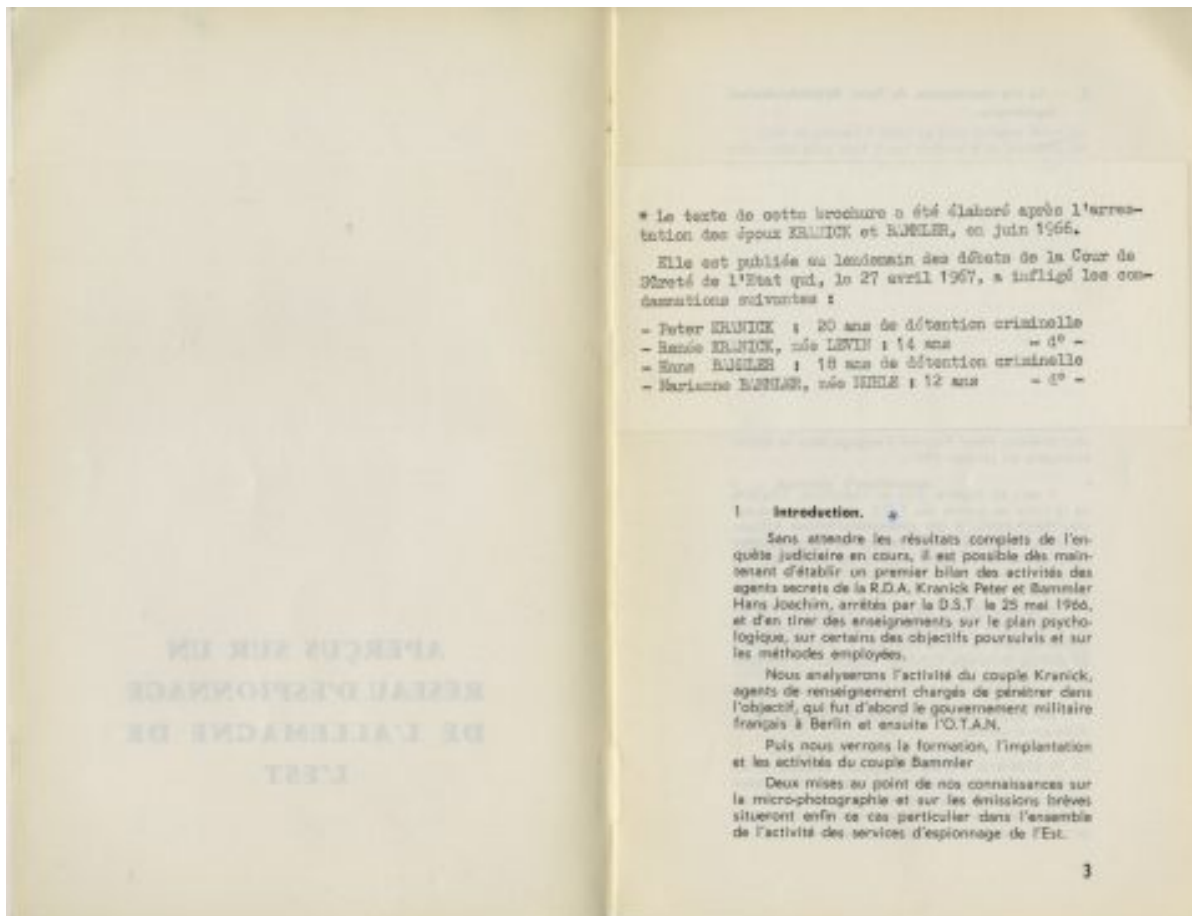 APERÇUS SUR UN
RÉSEAU D'ESPIONNAGE
DE L'ALLEMAGNE DE
L'EST
* Le texte de cette brochure a été élaboré après l'arres-
tation des époux KRANICK et BAMMLER, en juin 1966.
Elle est publiée au lendemain des débats de la Cour de
Sûreté de l'Etat qui, le 27 avril 1967, a infligé les con-
damnations suivantes :
- Peter KRANICK : 20 ans de détention criminelle
- Renée KRANICK, née LEVIN : 14 ans - d° -
- Hans BAMMLER : 18 ans de détention criminelle
- Marianne BAMMLER, née : 12 ans - d° -
1 Introduction. *
Sans attendre les résultats complets de l'en-
quête judiciaire en cours, il est possible dès main-
tenant d'établir un premier bilan des activités des
agents secrets de la R.D.A. Kranick Peter et Bammler
Hans Joachim, arrêtés par la D.S.T le 25 mai 1966,
et d'en tirer des enseignements sur le plan psycho-
logique, sur certains des objectifs poursuivis et sur
les méthodes employées.
Nous analyserons l'activité du couple Kranick,
agents de renseignement chargés de pénétrer dans
l'objectif, qui fut d'abord le gouvernement militaire
français à Berlin et ensuite l'O.T.A.N.
Puis nous verrons la formation, l'implantation
et les activités du couple Bammler
Deux mises au point de nos connaissances sur
la micro-photographie et sur les émissions brèves
situeront enfin ce cas particulier dans l'ensemble
de l'activité des services d'espionnage de l'Est.
3